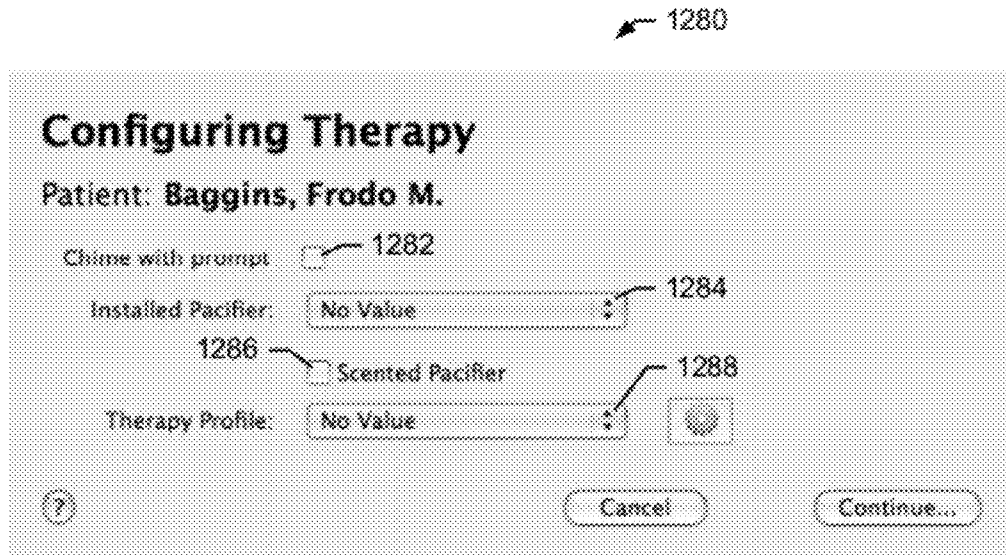 1280
Configuring Therapy
Patient: Baggins, Frodo M.
Chime with prompt 1282
1284
Installed Pacifier: No Value
1286 Scented Pacifier
1288
Therapy Profile: No Value
? Cancel Continue...